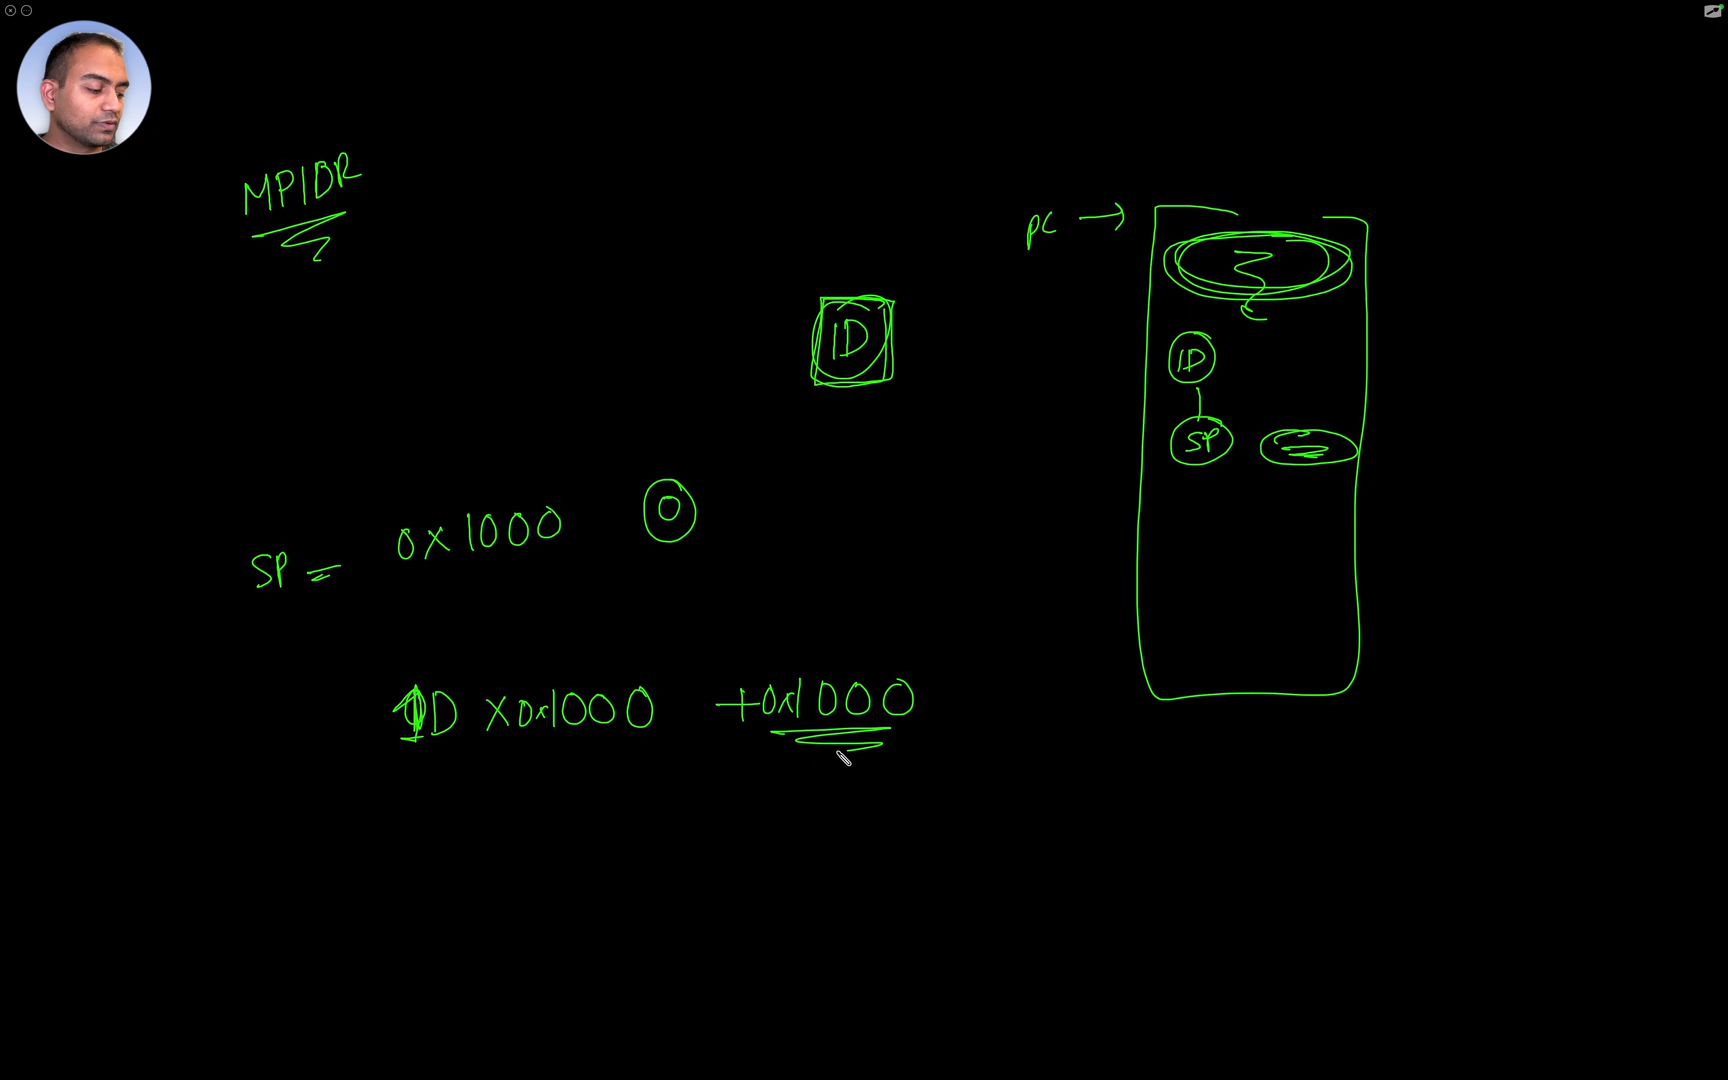 MPIDR
PC →
ID
ID
SP
0x1000
0
SP =
ID x 0x1000 + 0x1000